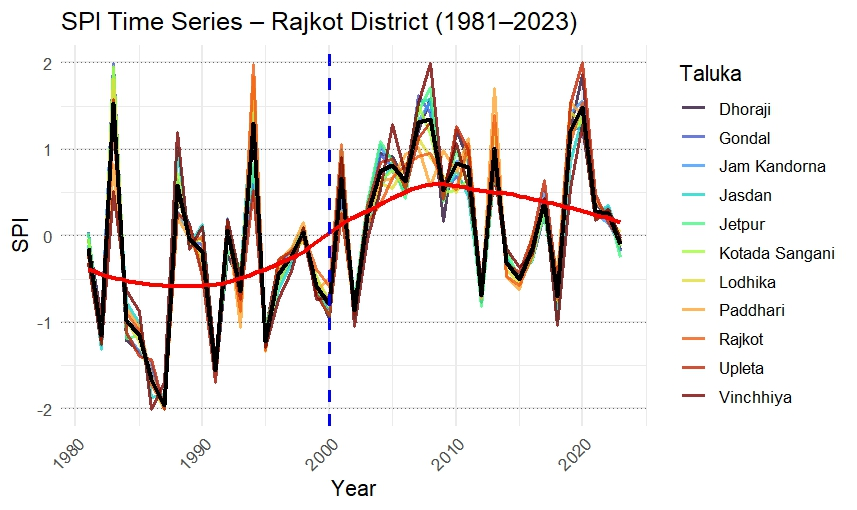 SPI Time Series – Rajkot District (1981–2023)
SPI
2
1
0
-1
-2
1980
1990
2000
2010
2020
Year
Taluka
Dhoraji
Gondal
Jam Kandorna
Jasdan
Jetpur
Kotada Sangani
Lodhika
Paddhari
Rajkot
Upleta
Vinchhiya